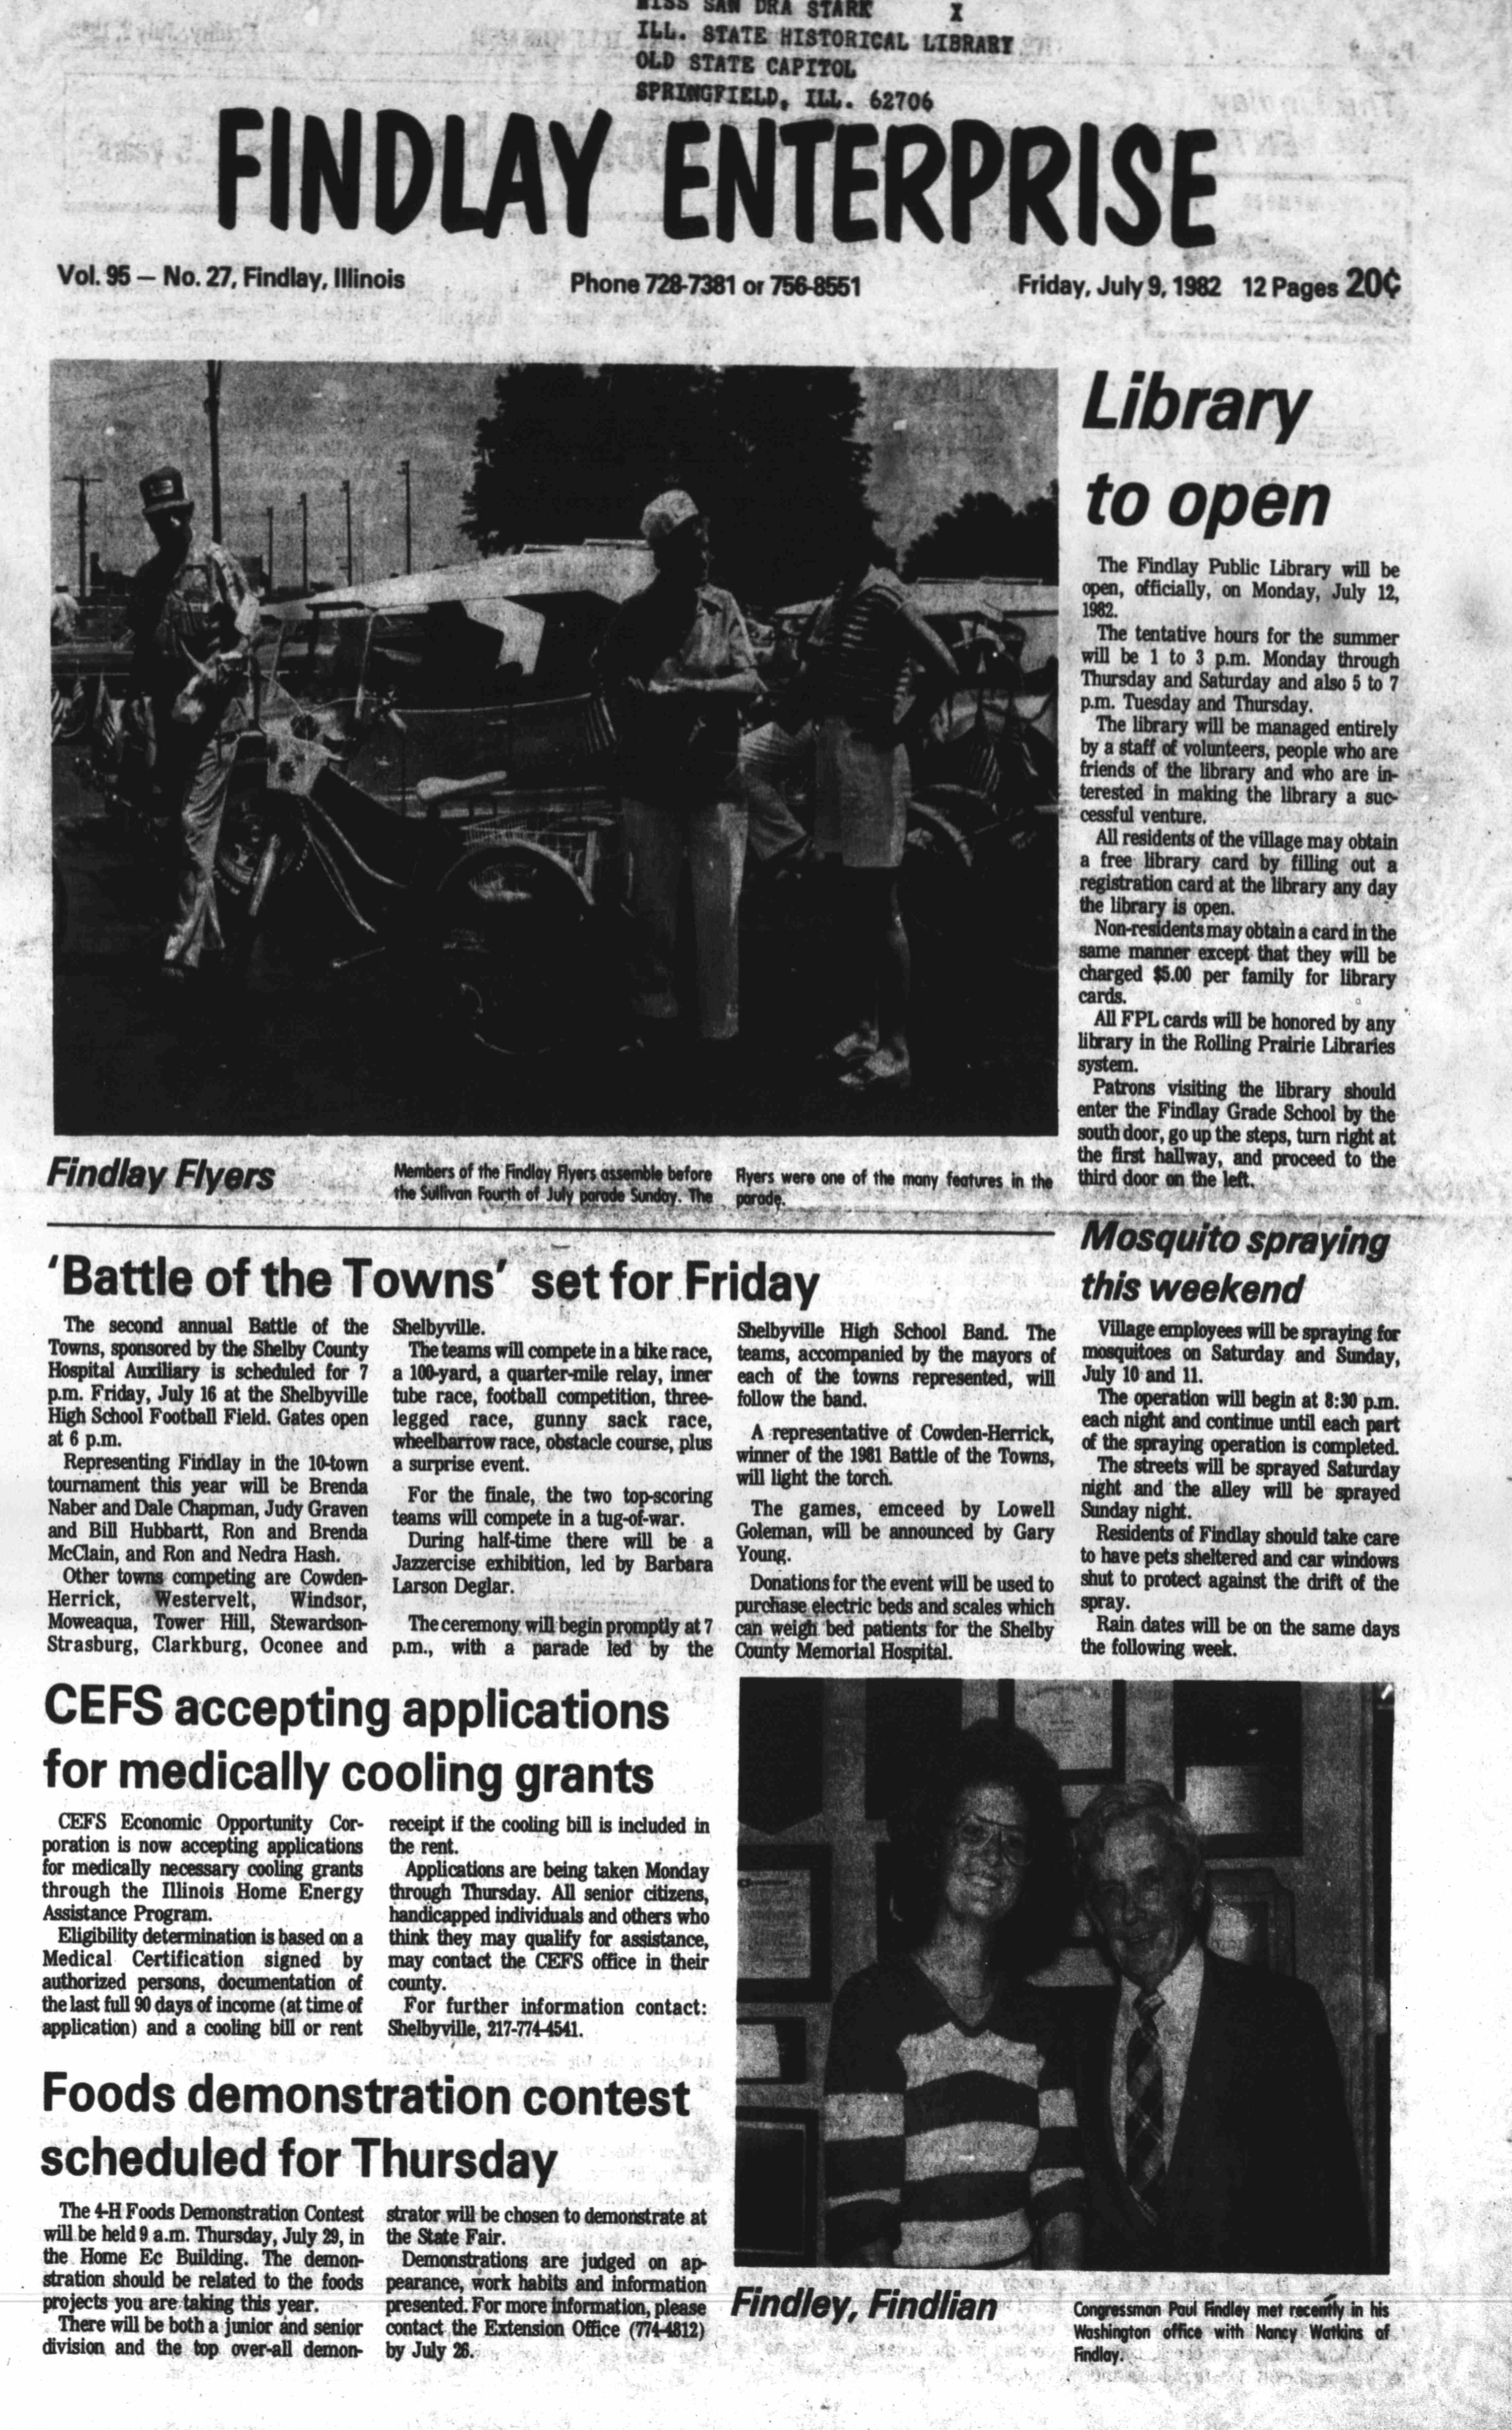 MISS SAN DRA STARK X
ILL. STATE HISTORICAL LIBRARY
OLD STATE CAPITOL
SPRINGFIELD, ILL. 62706
FINDLAY ENTERPRISE
Vol. 95 — No. 27, Findlay, Illinois
Phone 728-7381 or 756-8551
Friday, July 9, 1982 12 Pages 20¢
Library
to open
The Findlay Public Library will be
open, officially, on Monday, July 12,
1982.
The tentative hours for the summer
will be 1 to 3 p.m. Monday through
Thursday and Saturday and also 5 to 7
p.m. Tuesday and Thursday.
The library will be managed entirely
by a staff of volunteers, people who are
friends of the library and who are in-
terested in making the library a suc-
cessful venture.
All residents of the village may obtain
a free library card by filling out a
registration card at the library any day
the library is open.
Non-residents may obtain a card in the
same manner except that they will be
charged $5.00 per family for library
cards.
All FPL cards will be honored by any
library in the Rolling Prairie Libraries
system.
Patrons visiting the library should
enter the Findlay Grade School by the
south door, go up the steps, turn right at
the first hallway, and proceed to the
third door on the left.
Findlay Flyers
Members of the Findlay Flyers assemble before
the Sullivan Fourth of July parade Sunday. The
Flyers were one of the many features in the
parade.
'Battle of the Towns' set for Friday
The second annual Battle of the
Towns, sponsored by the Shelby County
Hospital Auxiliary is scheduled for 7
p.m. Friday, July 16 at the Shelbyville
High School Football Field. Gates open
at 6 p.m.
Representing Findlay in the 10-town
tournament this year will be Brenda
Naber and Dale Chapman, Judy Graven
and Bill Hubbartt, Ron and Brenda
McClain, and Ron and Nedra Hash.
Other towns competing are Cowden-
Herrick, Westervelt, Windsor,
Moweaqua, Tower Hill, Stewardson-
Strasburg, Clarkburg, Oconee and
Shelbyville.
The teams will compete in a bike race,
a 100-yard, a quarter-mile relay, inner
tube race, football competition, three-
legged race, gunny sack race,
wheelbarrow race, obstacle course, plus
a surprise event.
For the finale, the two top-scoring
teams will compete in a tug-of-war.
During half-time there will be a
Jazzercise exhibition, led by Barbara
Larson Deglar.
The ceremony will begin promptly at 7
p.m., with a parade led by the
Shelbyville High School Band. The
teams, accompanied by the mayors of
each of the towns represented, will
follow the band.
A representative of Cowden-Herrick,
winner of the 1981 Battle of the Towns,
will light the torch.
The games, emceed by Lowell
Goleman, will be announced by Gary
Young.
Donations for the event will be used to
purchase electric beds and scales which
can weigh bed patients for the Shelby
County Memorial Hospital.
Mosquito spraying
this weekend
Village employees will be spraying for
mosquitoes on Saturday and Sunday,
July 10 and 11.
The operation will begin at 8:30 p.m.
each night and continue until each part
of the spraying operation is completed.
The streets will be sprayed Saturday
night and the alley will be sprayed
Sunday night.
Residents of Findlay should take care
to have pets sheltered and car windows
shut to protect against the drift of the
spray.
Rain dates will be on the same days
the following week.
CEFS accepting applications
for medically cooling grants
CEFS Economic Opportunity Cor-
poration is now accepting applications
for medically necessary cooling grants
through the Illinois Home Energy
Assistance Program.
Eligibility determination is based on a
Medical Certification signed by
authorized persons, documentation of
the last full 90 days of income (at time of
application) and a cooling bill or rent
receipt if the cooling bill is included in
the rent.
Applications are being taken Monday
through Thursday. All senior citizens,
handicapped individuals and others who
think they may qualify for assistance,
may contact the CEFS office in their
county.
For further information contact:
Shelbyville, 217-774-4541.
Foods demonstration contest
scheduled for Thursday
The 4-H Foods Demonstration Contest
will be held 9 a.m. Thursday, July 29, in
the Home Ec Building. The demon-
stration should be related to the foods
projects you are taking this year.
There will be both a junior and senior
division and the top over-all demon-
strator will be chosen to demonstrate at
the State Fair.
Demonstrations are judged on ap-
pearance, work habits and information
presented. For more information, please
contact the Extension Office (774-4812)
by July 26.
Findley, Findlian
Congressman Paul Findley met recently in his
Washington office with Nancy Watkins of
Findlay.